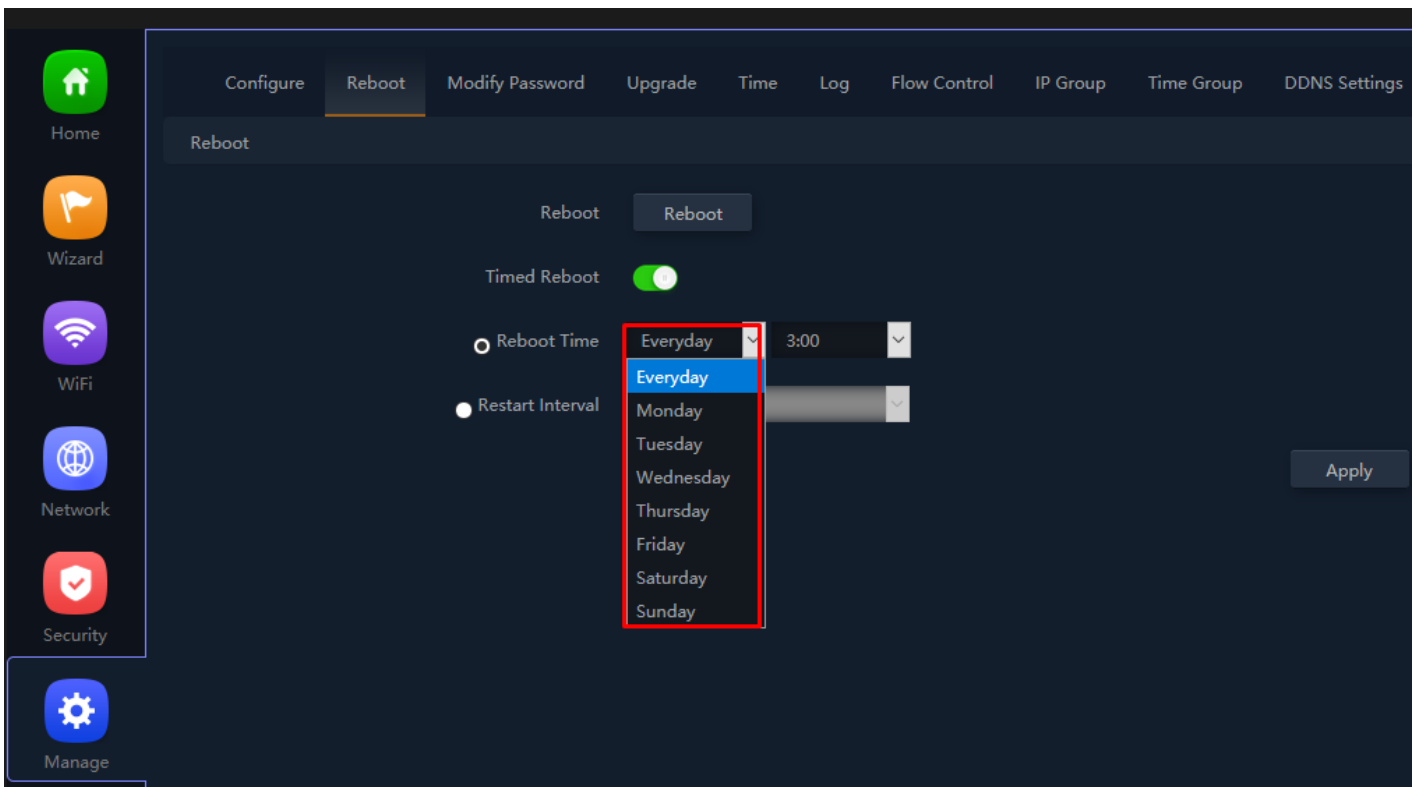 Configure Reboot Modify Password Upgrade Time Log Flow Control IP Group Time Group DDNS Settings
Home
Reboot
Reboot Reboot
Wizard
Timed Reboot
Reboot Time Everyday 3:00
WiFi
Everyday
Restart Interval
Monday
Tuesday
Wednesday
Apply
Network
Thursday
Friday
Saturday
Sunday
Security
Manage